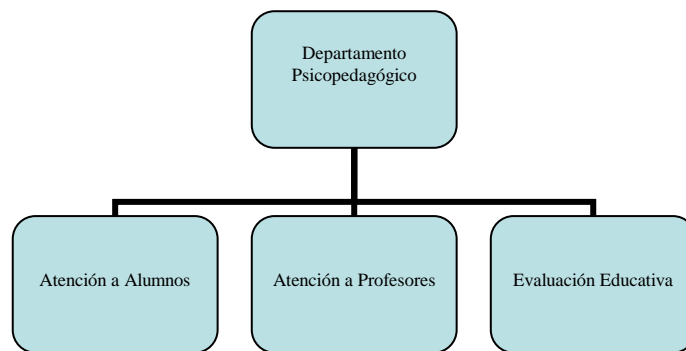 Departamento
Psicopedagógico
Atención a Alumnos
Atención a Profesores
Evaluación Educativa